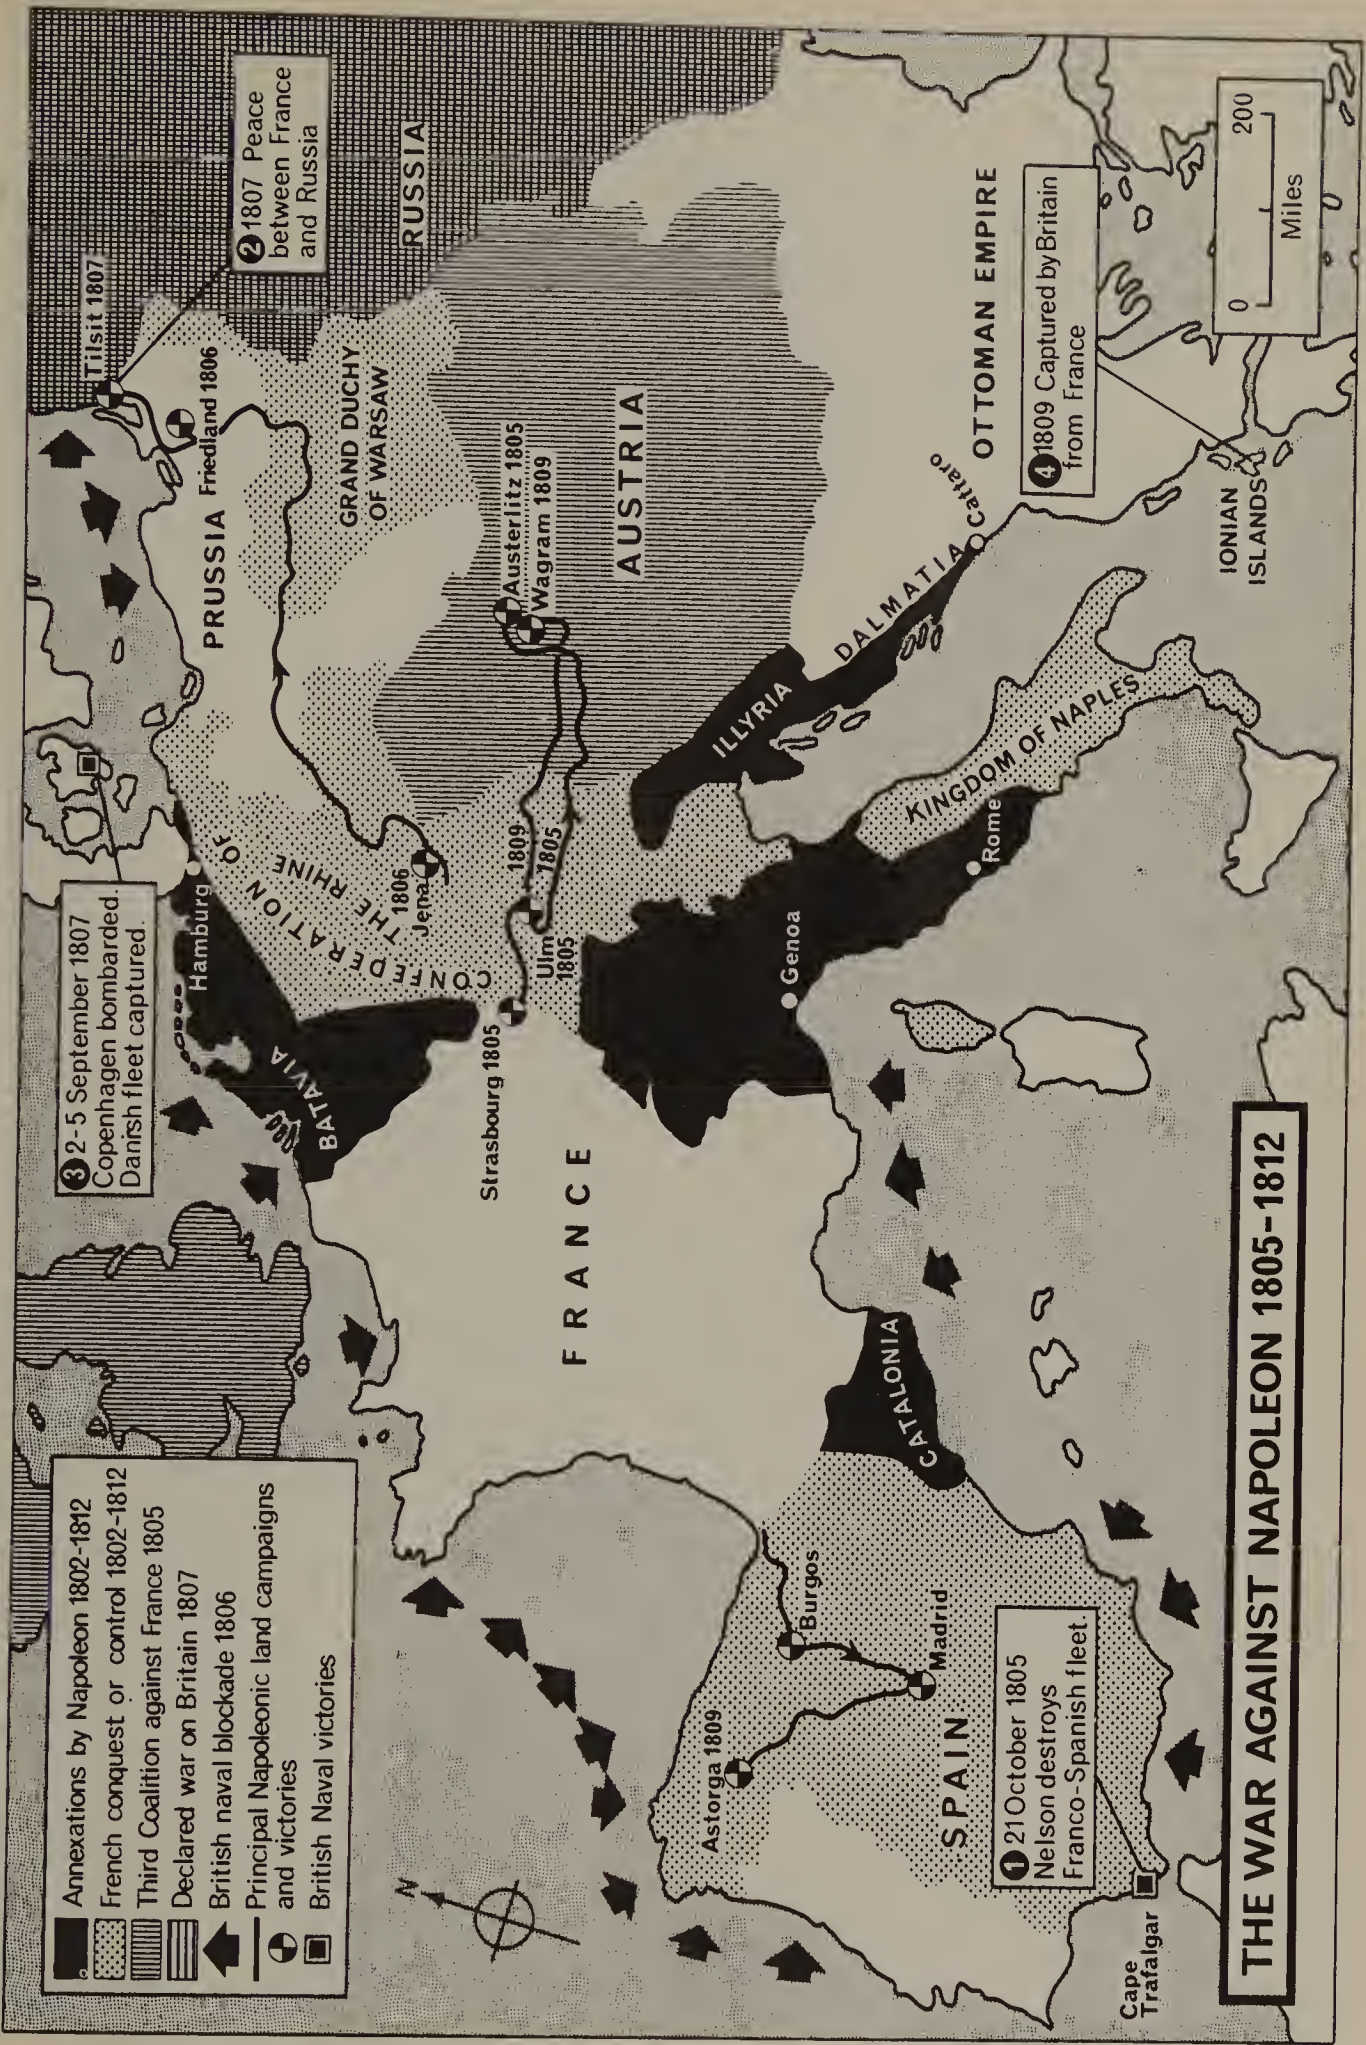 Annexations by Napoleon 1802-1812
French conquest or control 1802-1812
Third Coalition against France 1805
Declared war on Britain 1807
British naval blockade 1806
Principal Napoleonic land campaigns
and victories
British Naval victories
N
❸ 2-5 September 1807
Copenhagen bombarded.
Danish fleet captured.
❷ 1807 Peace
between France
and Russia
Tilsit 1807
RUSSIA
Friedland 1806
PRUSSIA
GRAND DUCHY
OF WARSAW
Hamburg
BATAVIA
CONFEDERATION OF
THE RHINE
1806
Jena
Austerlitz 1805
Wagram 1809
AUSTRIA
1809
1805
Ulm
1805
Strasbourg 1805
FRANCE
ILLYRIA
DALMATIA
Cattaro
OTTOMAN EMPIRE
❹ 1809 Captured by Britain
from France
IONIAN
ISLANDS
KINGDOM OF NAPLES
Rome
Genoa
CATALONIA
Burgos
Madrid
Astorga 1809
SPAIN
❶ 21 October 1805
Nelson destroys
Franco-Spanish fleet.
Cape
Trafalgar
0 200
Miles
THE WAR AGAINST NAPOLEON 1805-1812